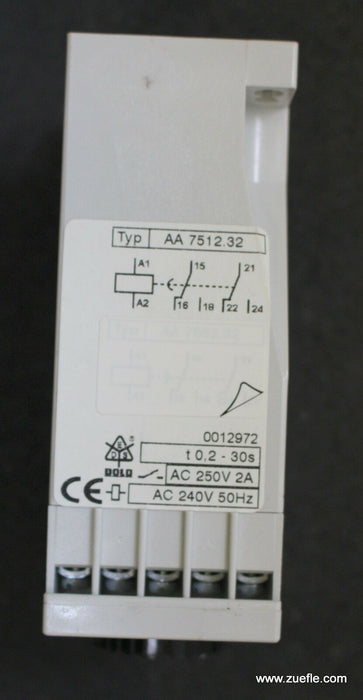 Typ AA 7512.32
A1 15 21
A2 16 18 22 24
0012972
E
D S
®
DOLD
t 0,2 - 30s
AC 250V 2A
CE AC 240V 50Hz
www.zuefle.com